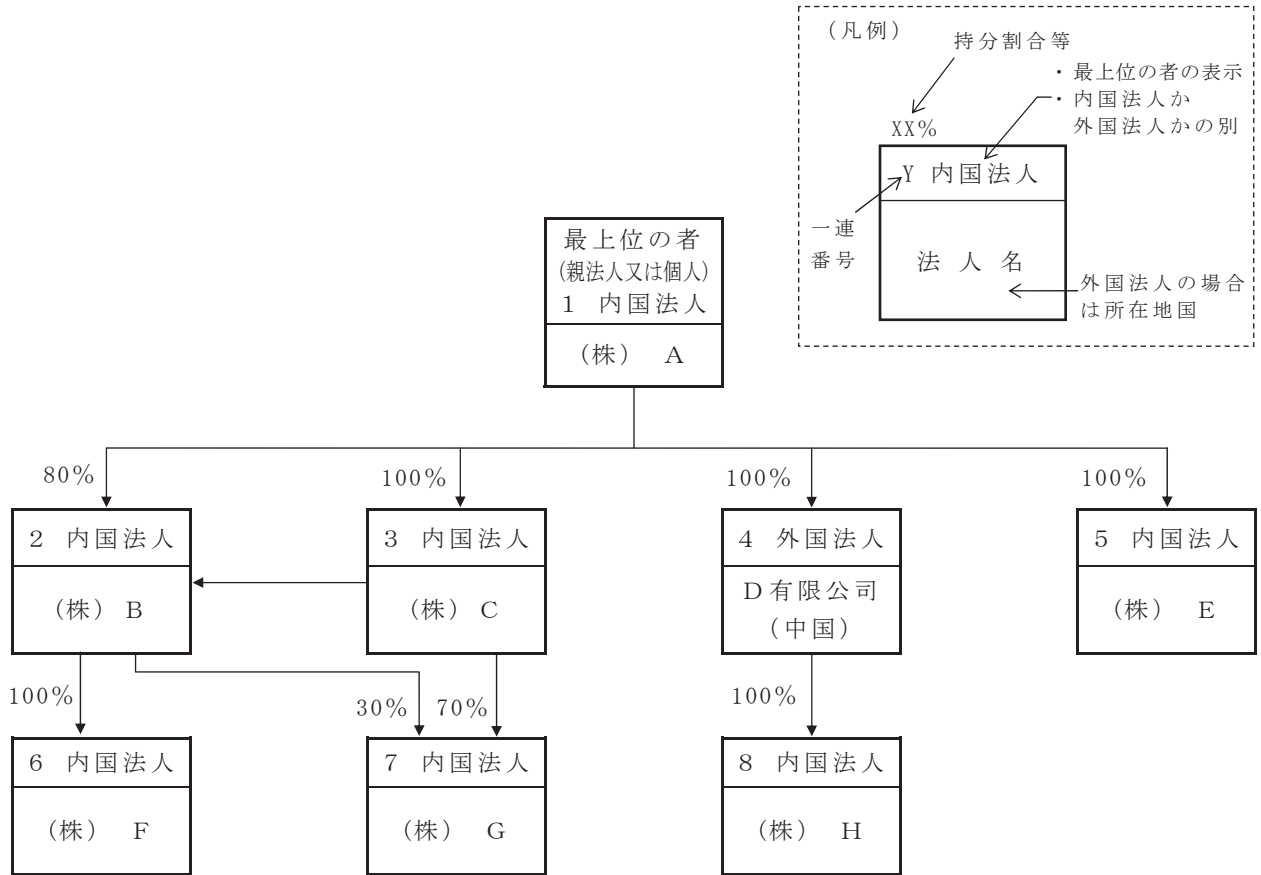 （凡例）
持分割合等
・最上位の者の表示
・内国法人か
外国法人かの別
XX%
Y 内国法人
一連
番号
法人名
外国法人の場合
は所在地国
最上位の者
（親法人又は個人）
1 内国法人
（株） A
80%
100%
100%
100%
2 内国法人
（株） B
3 内国法人
（株） C
4 外国法人
D有限公司
（中国）
5 内国法人
（株） E
100%
30%
70%
100%
6 内国法人
（株） F
7 内国法人
（株） G
8 内国法人
（株） H